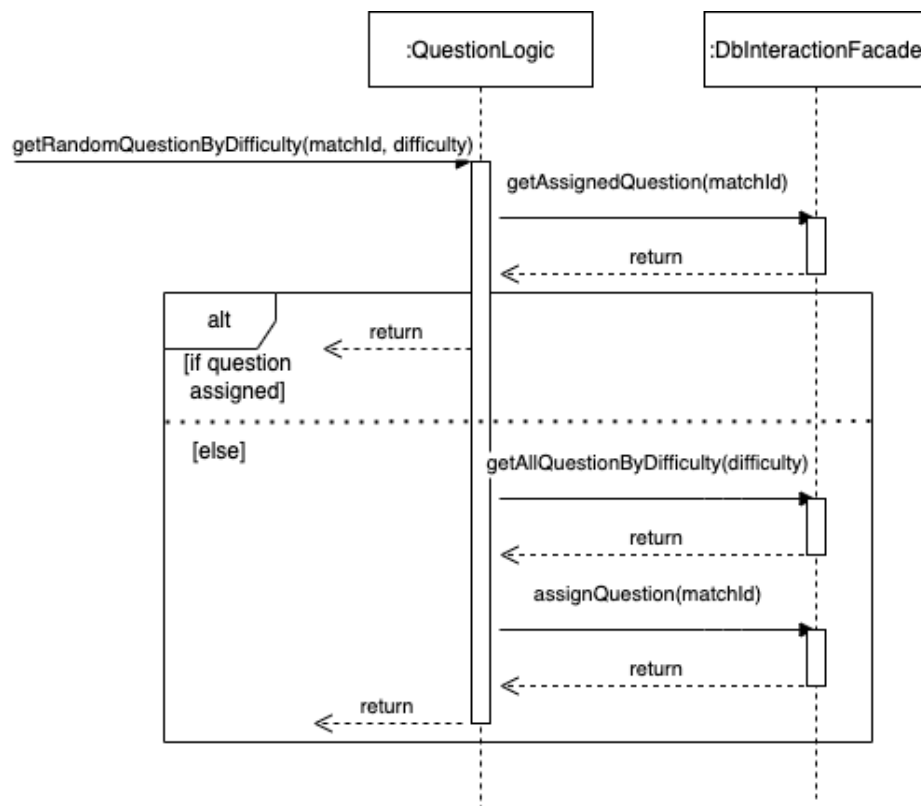 :QuestionLogic
:DbInteractionFacade
getRandomQuestionByDifficulty(matchId, difficulty)
getAssignedQuestion(matchId)
return
alt
return
[if question
assigned]
[else]
getAllQuestionByDifficulty(difficulty)
return
assignQuestion(matchId)
return
return